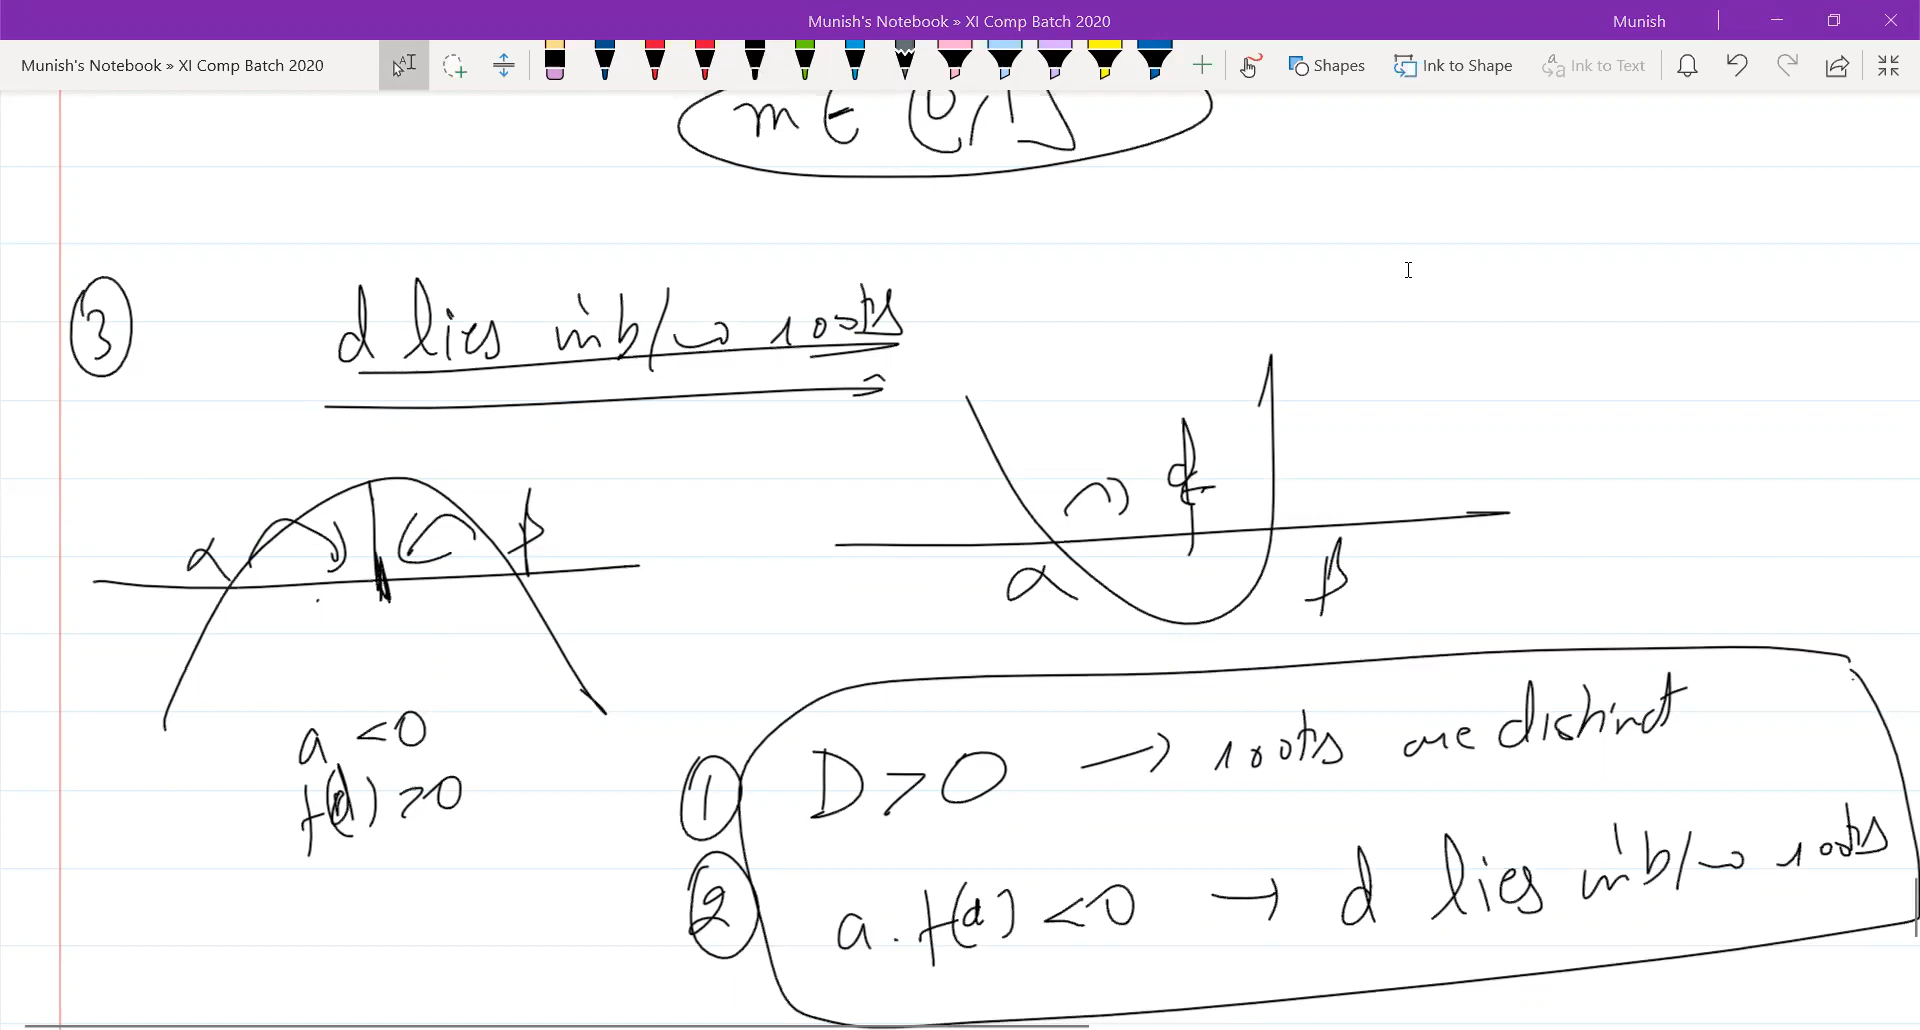 Munish's Notebook » XI Comp Batch 2020
Munish
Munish's Notebook » XI Comp Batch 2020
Shapes
Ink to Shape
Ink to Text
m ∈ (0,1]
③ d lies in b/w roots
α β
α d β
a < 0
f(d) > 0
① D > 0 → roots are distinct
② a. f(d) < 0 → d lies in b/w roots